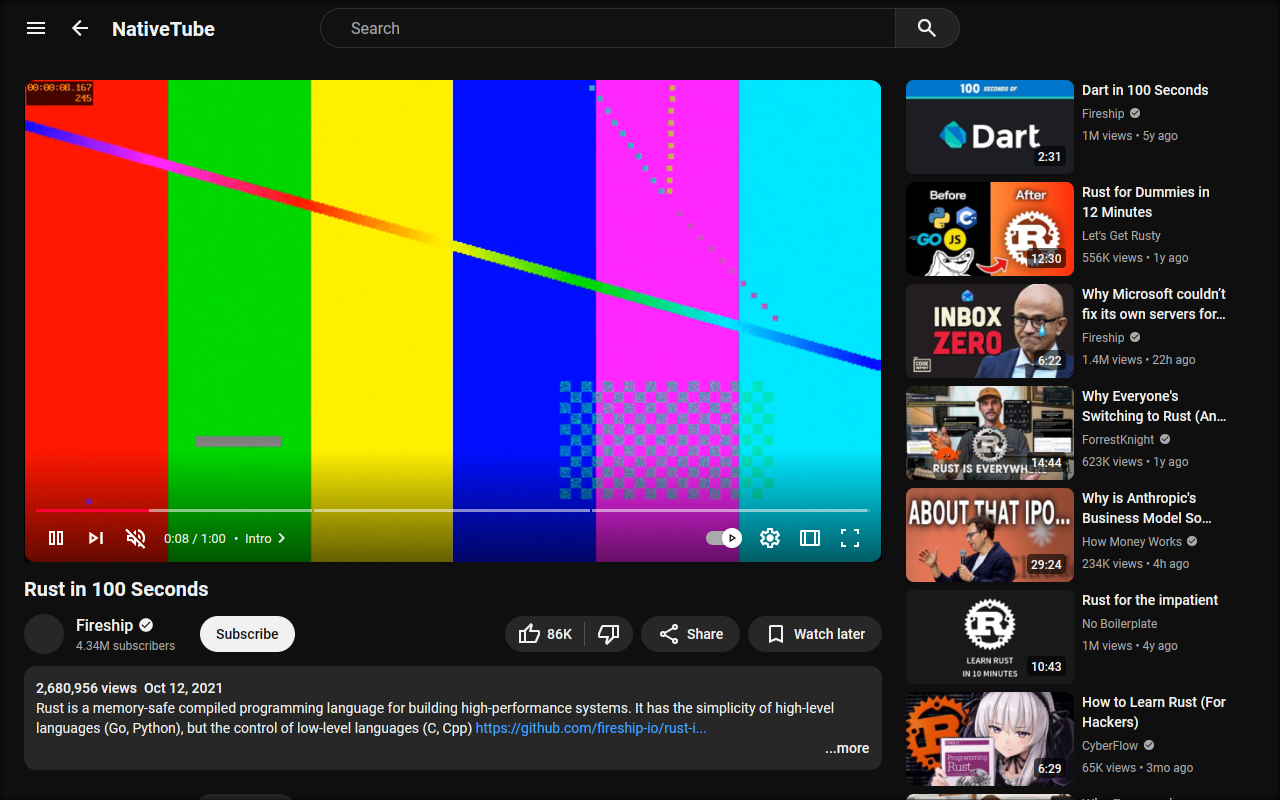 NativeTube
Search
00:00:08.167
245
0:08 / 1:00 • Intro
Rust in 100 Seconds
Fireship
4.34M subscribers
Subscribe
86K
Share
Watch later
2,680,956 views Oct 12, 2021
Rust is a memory-safe compiled programming language for building high-performance systems. It has the simplicity of high-level
languages (Go, Python), but the control of low-level languages (C, Cpp) https://github.com/fireship-io/rust-i...
...more
100 SECONDS OF
Dart
2:31
Dart in 100 Seconds
Fireship
1M views • 5y ago
Before
After
GO
JS
12:30
Rust for Dummies in
12 Minutes
Let's Get Rusty
556K views • 1y ago
INBOX
ZERO
CODE
REPORT
6:22
Why Microsoft couldn’t
fix its own servers for…
Fireship
1.4M views • 22h ago
RUST IS EVERYWHERE
14:44
Why Everyone's
Switching to Rust (An…
ForrestKnight
623K views • 1y ago
ABOUT THAT IPO...
29:24
Why is Anthropic's
Business Model So…
How Money Works
234K views • 4h ago
LEARN RUST
IN 10 MINUTES
10:43
Rust for the impatient
No Boilerplate
1M views • 4y ago
Programming
Rust
6:29
How to Learn Rust (For
Hackers)
CyberFlow
65K views • 3mo ago